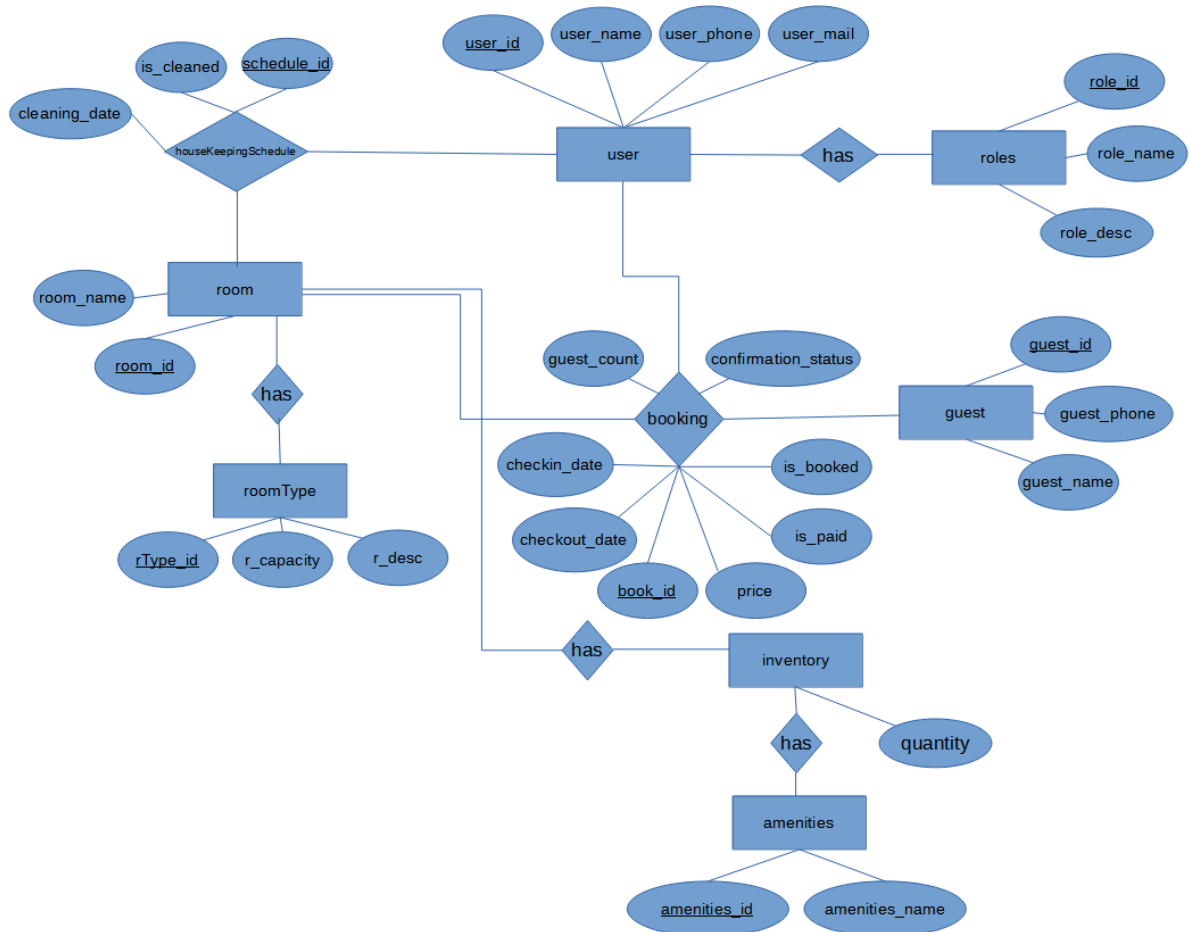 user_id
user_name
user_phone
user_mail
is_cleaned
schedule_id
cleaning_date
houseKeepingSchedule
user
has
roles
role_id
role_name
role_desc
room
room_name
room_id
has
roomType
rType_id
r_capacity
r_desc
guest_count
confirmation_status
booking
checkin_date
is_booked
checkout_date
is_paid
book_id
price
guest
guest_id
guest_phone
guest_name
has
inventory
has
quantity
amenities
amenities_id
amenities_name